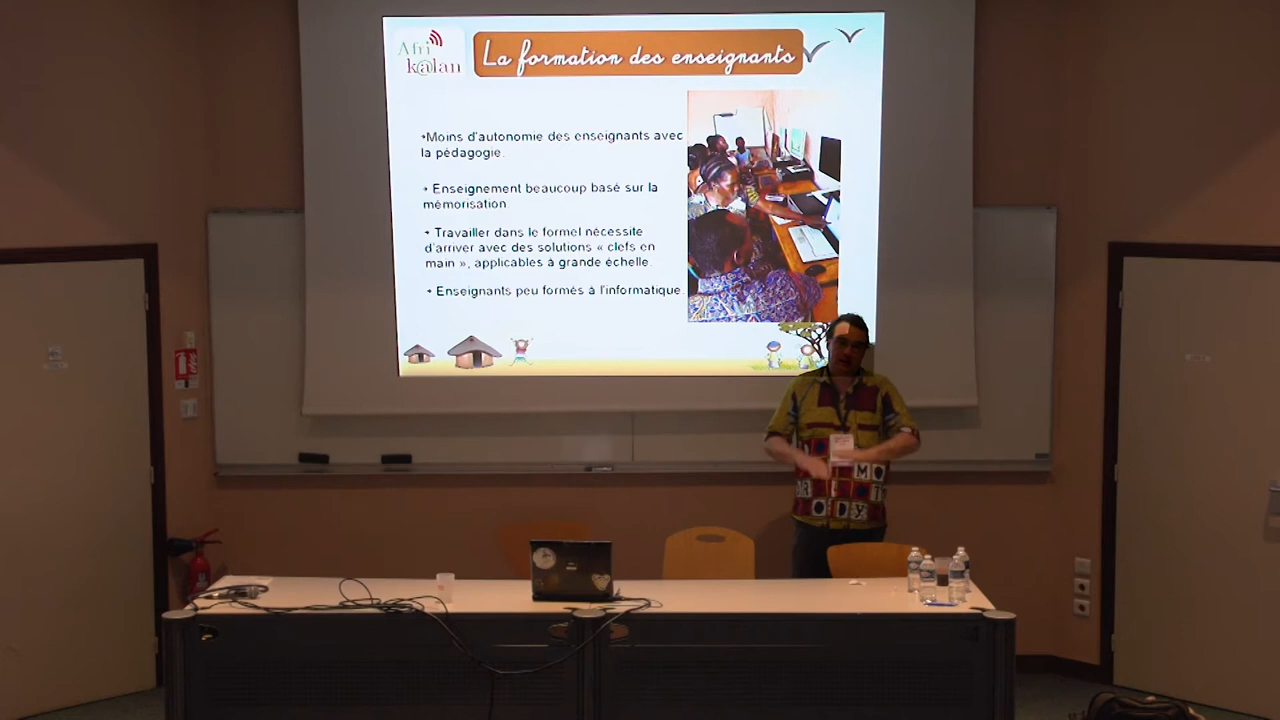 Afri
k@lan
La formation des enseignants
➝Moins d'autonomie des enseignants avec
la pédagogie.
➝ Enseignement beaucoup basé sur la
mémorisation
➝ Travailler dans le formel nécessite
d'arriver avec des solutions « clefs en
main », applicables à grande échelle.
➝ Enseignants peu formés à l'informatique.